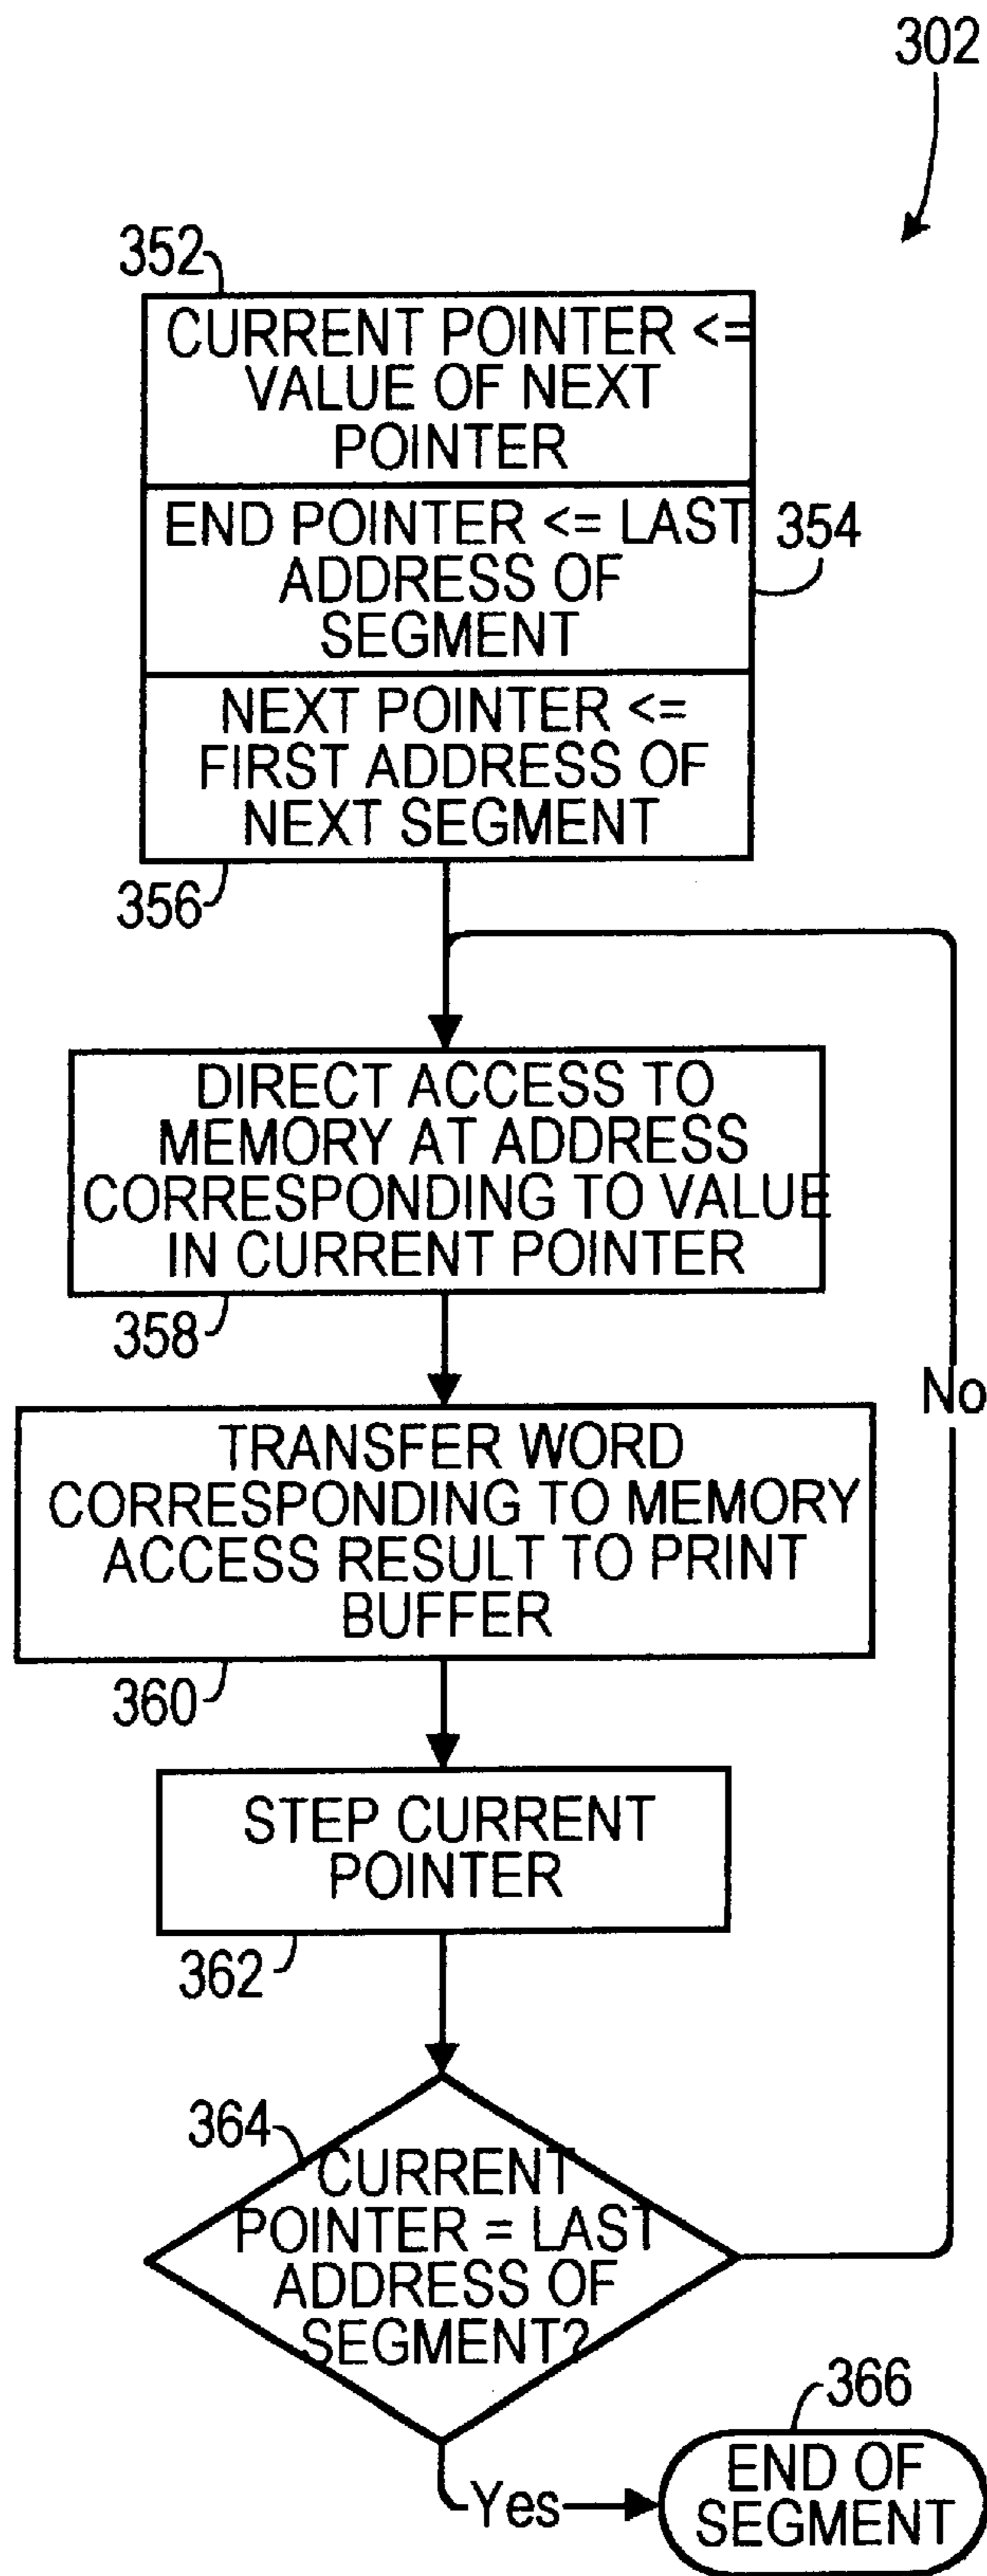 302
352
CURRENT POINTER <=
VALUE OF NEXT
POINTER
END POINTER <= LAST
ADDRESS OF
SEGMENT
354
NEXT POINTER <=
FIRST ADDRESS OF
NEXT SEGMENT
356
DIRECT ACCESS TO
MEMORY AT ADDRESS
CORRESPONDING TO VALUE
IN CURRENT POINTER
358
No
TRANSFER WORD
CORRESPONDING TO MEMORY
ACCESS RESULT TO PRINT
BUFFER
360
STEP CURRENT
POINTER
362
364
CURRENT
POINTER = LAST
ADDRESS OF
SEGMENT?
Yes
366
END OF
SEGMENT